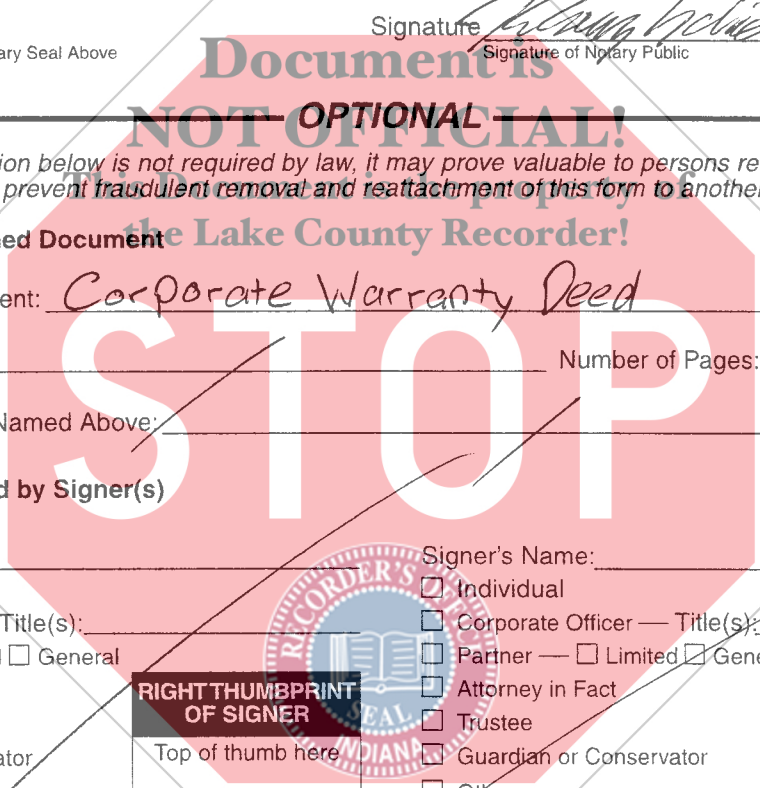 Signature
ary Seal Above
Signature of Notary Public
Document is
OPTIONAL
NOT OFFICIAL!
ion below is not required by law, it may prove valuable to persons re
prevent fraudulent removal and reattachment of this form to another
This Document is the property of
ed Document
the Lake County Recorder!
ent: Corporate Warranty Deed
STOP
Number of Pages:
Named Above:
d by Signer(s)
Signer's Name:
☐ Individual
Title(s):
☐ Corporate Officer — Title(s):
☐ General
☐ Partner — ☐ Limited ☐ Gene
☐ Attorney in Fact
RIGHT THUMBPRINT
OF SIGNER
☐ Trustee
Top of thumb here
ator
☐ Guardian or Conservator
RECORDER'S OFFICE
SEAL
INDIANA